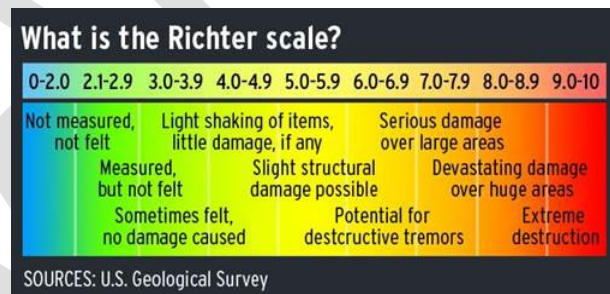 What is the Richter scale?
0-2.0 2.1-2.9 3.0-3.9 4.0-4.9 5.0-5.9 6.0-6.9 7.0-7.9 8.0-8.9 9.0-10
Not measured,
not felt
Light shaking of items,
little damage, if any
Serious damage
over large areas
Measured,
but not felt
Slight structural
damage possible
Devastating damage
over huge areas
Sometimes felt,
no damage caused
Potential for
destcructive tremors
Extreme
destruction
SOURCES: U.S. Geological Survey